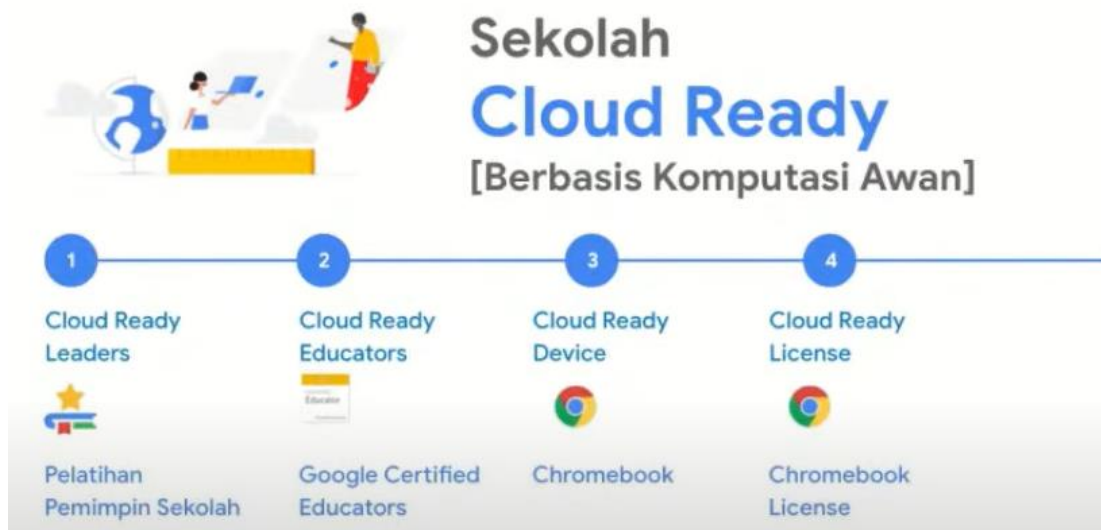 Sekolah
Cloud Ready
[Berbasis Komputasi Awan]
1
2
3
4
Cloud Ready
Leaders
Cloud Ready
Educators
Cloud Ready
Device
Cloud Ready
License
Educator
Pelatihan
Pemimpin Sekolah
Google Certified
Educators
Chromebook
Chromebook
License